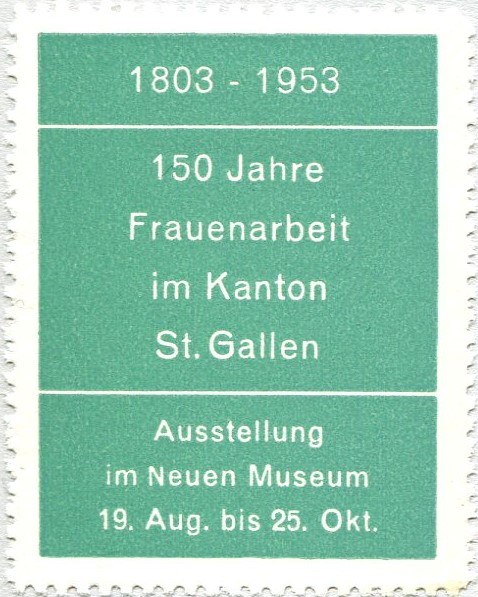 1803 - 1953
150 Jahre
Frauenarbeit
im Kanton
St. Gallen
Ausstellung
im Neuen Museum
19. Aug. bis 25. Okt.